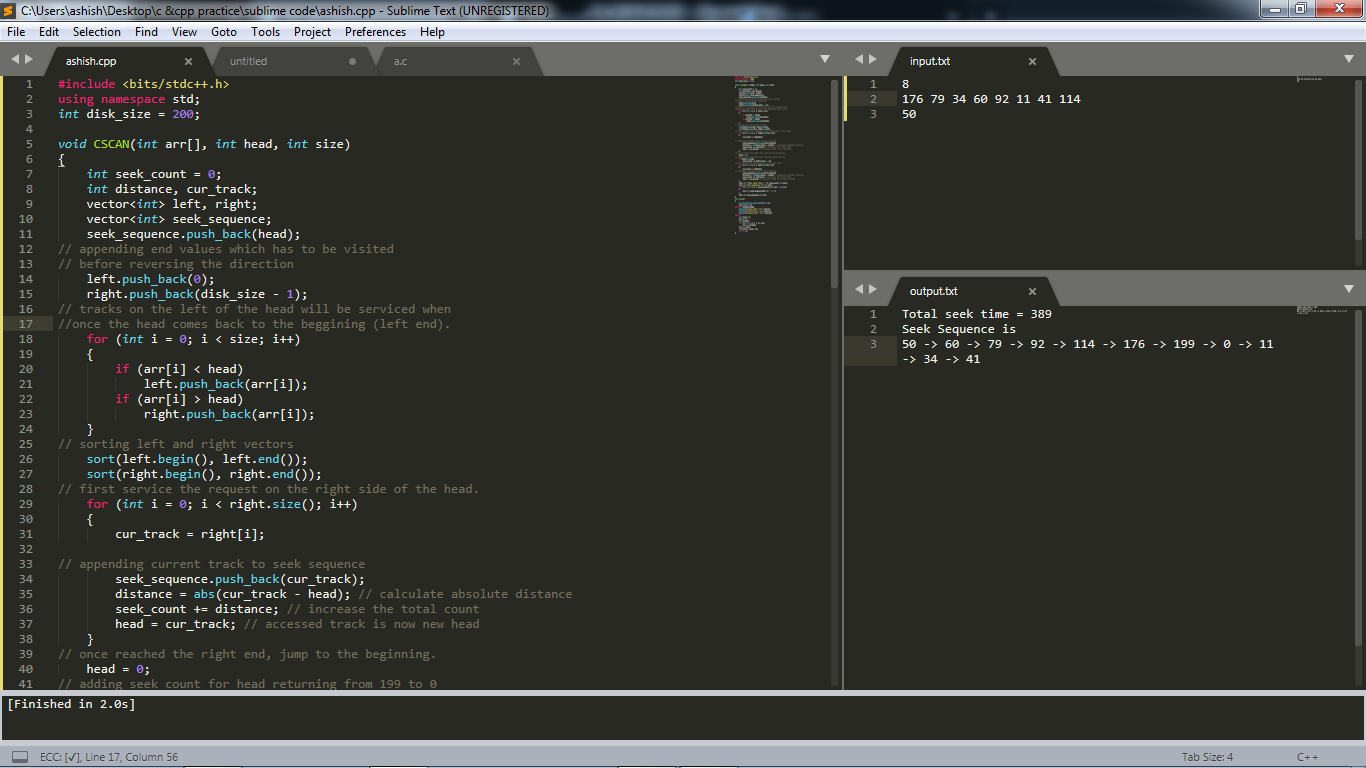 C:\Users\ashish\Desktop\c &cpp practice\sublime code\ashish.cpp - Sublime Text (UNREGISTERED)
File Edit Selection Find View Goto Tools Project Preferences Help
ashish.cpp untitled a.c
1 #include <bits/stdc++.h>
2 using namespace std;
3 int disk_size = 200;
4
5 void CSCAN(int arr[], int head, int size)
6 {
7 int seek_count = 0;
8 int distance, cur_track;
9 vector<int> left, right;
10 vector<int> seek_sequence;
11 seek_sequence.push_back(head);
12 // appending end values which has to be visited
13 // before reversing the direction
14 left.push_back(0);
15 right.push_back(disk_size - 1);
16 // tracks on the left of the head will be serviced when
17 //once the head comes back to the beggining (left end).
18 for (int i = 0; i < size; i++)
19 {
20 if (arr[i] < head)
21 left.push_back(arr[i]);
22 if (arr[i] > head)
23 right.push_back(arr[i]);
24 }
25 // sorting left and right vectors
26 sort(left.begin(), left.end());
27 sort(right.begin(), right.end());
28 // first service the request on the right side of the head.
29 for (int i = 0; i < right.size(); i++)
30 {
31 cur_track = right[i];
32
33 // appending current track to seek sequence
34 seek_sequence.push_back(cur_track);
35 distance = abs(cur_track - head); // calculate absolute distance
36 seek_count += distance; // increase the total count
37 head = cur_track; // accessed track is now new head
38 }
39 // once reached the right end, jump to the beginning.
40 head = 0;
41 // adding seek count for head returning from 199 to 0
input.txt
1 8
2 176 79 34 60 92 11 41 114
3 50
output.txt
1 Total seek time = 389
2 Seek Sequence is
3 50 -> 60 -> 79 -> 92 -> 114 -> 176 -> 199 -> 0 -> 11
-> 34 -> 41
[Finished in 2.0s]
ECC: [✓], Line 17, Column 56 Tab Size: 4 C++